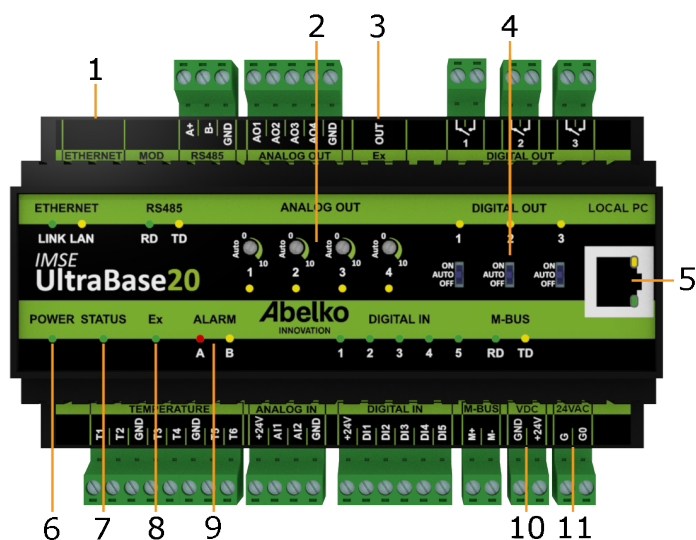 1 2 3 4
A+ B- GND AO1 AO2 AO3 AO4 GND OUT 1 2 3
ETHERNET MOD RS485 ANALOG OUT Ex DIGITAL OUT
ETHERNET RS485 ANALOG OUT DIGITAL OUT LOCAL PC
LINK LAN RD TD 1 2 3
Auto 0 10 Auto 0 10 Auto 0 10 Auto 0 10
1 2 3 4
ON AUTO OFF ON AUTO OFF ON AUTO OFF
IMSE
UltraBase20
5
POWER STATUS Ex ALARM Abelko DIGITAL IN M-BUS
INNOVATION
A B 1 2 3 4 5 RD TD
TEMPERATURE ANALOG IN DIGITAL IN M-BUS VDC 24VAC
T1 T2 GND T3 T4 GND T5 T6 +24V AI1 AI2 GND +24V DI1 DI2 DI3 DI4 DI5 M+ M- GND +24V G G0
6 7 8 9 10 11